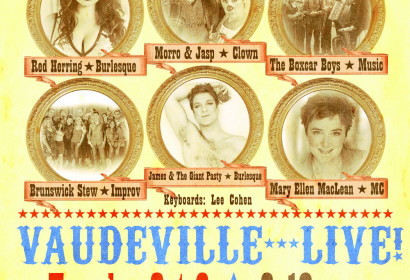 Red Herring ★ Burlesque
Morro & Jasp ★ Clown
The Boxcar Boys ★ Music
Brunswick Stew ★ Improv
James & The Giant Pasty ★ Burlesque
Mary Ellen MacLean ★ MC
Keyboards: Lee Cohen
VAUDEVILLE★★★LIVE!